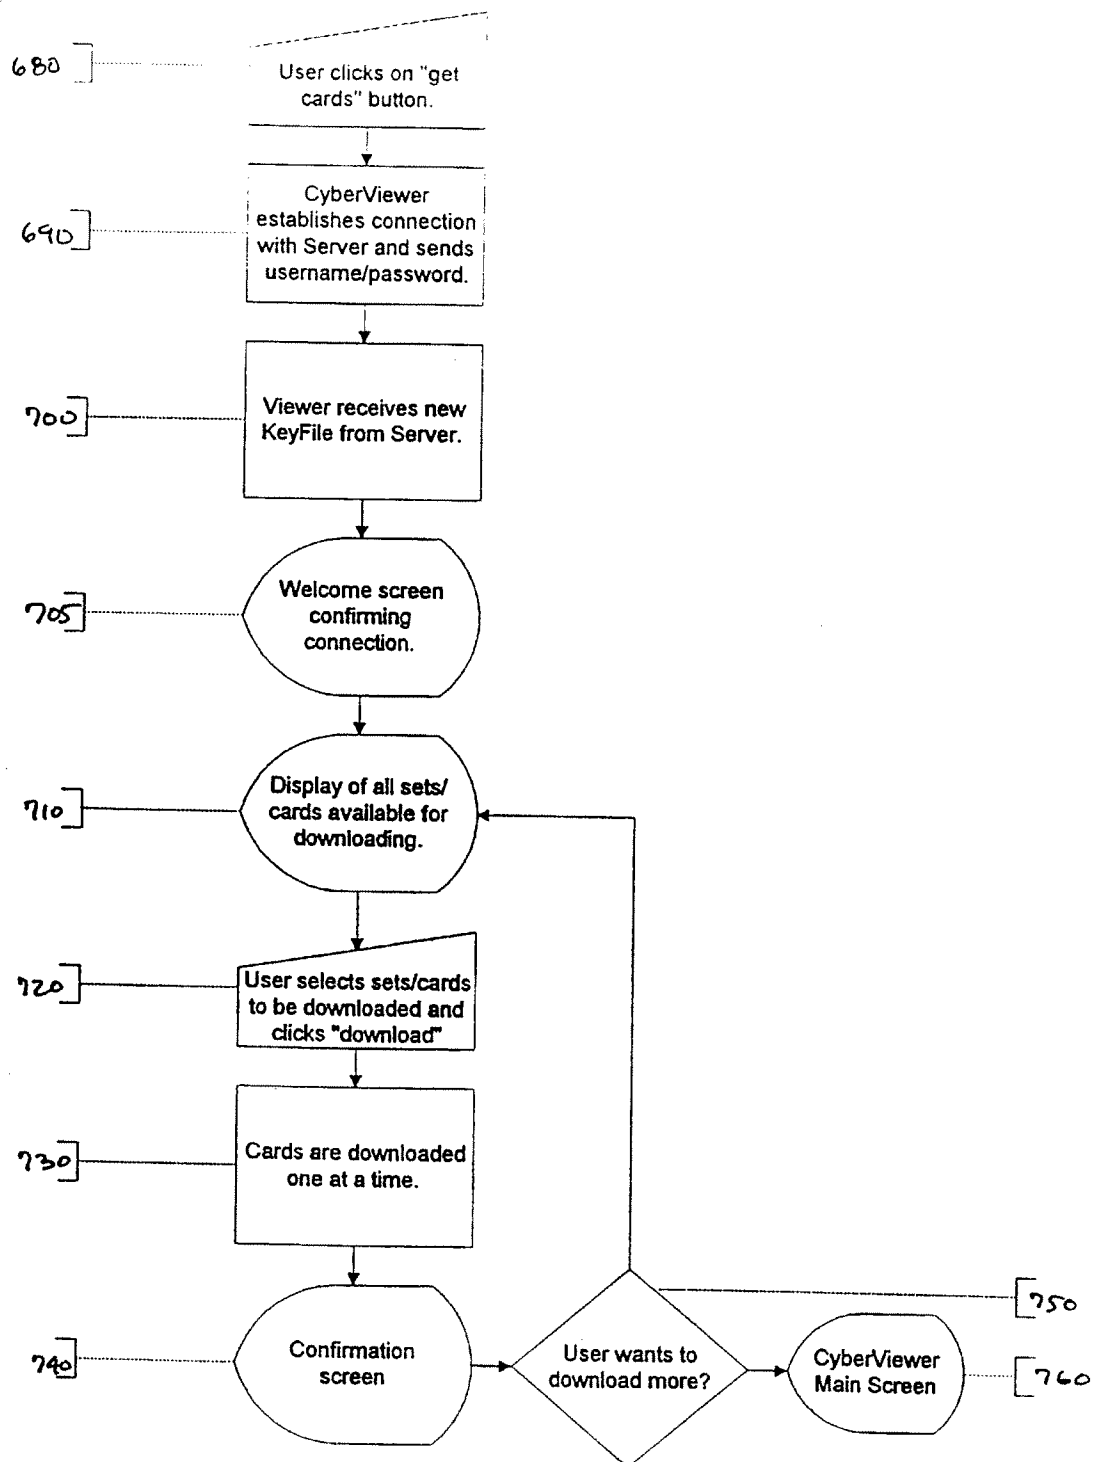 680
User clicks on "get
cards" button.
CyberViewer
establishes connection
with Server and sends
username/password.
690
Viewer receives new
KeyFile from Server.
700
Welcome screen
confirming
connection.
705
Display of all sets/
cards available for
downloading.
710
User selects sets/cards
to be downloaded and
clicks "download"
720
Cards are downloaded
one at a time.
730
Confirmation
screen
740
User wants to
download more?
750
CyberViewer
Main Screen
760